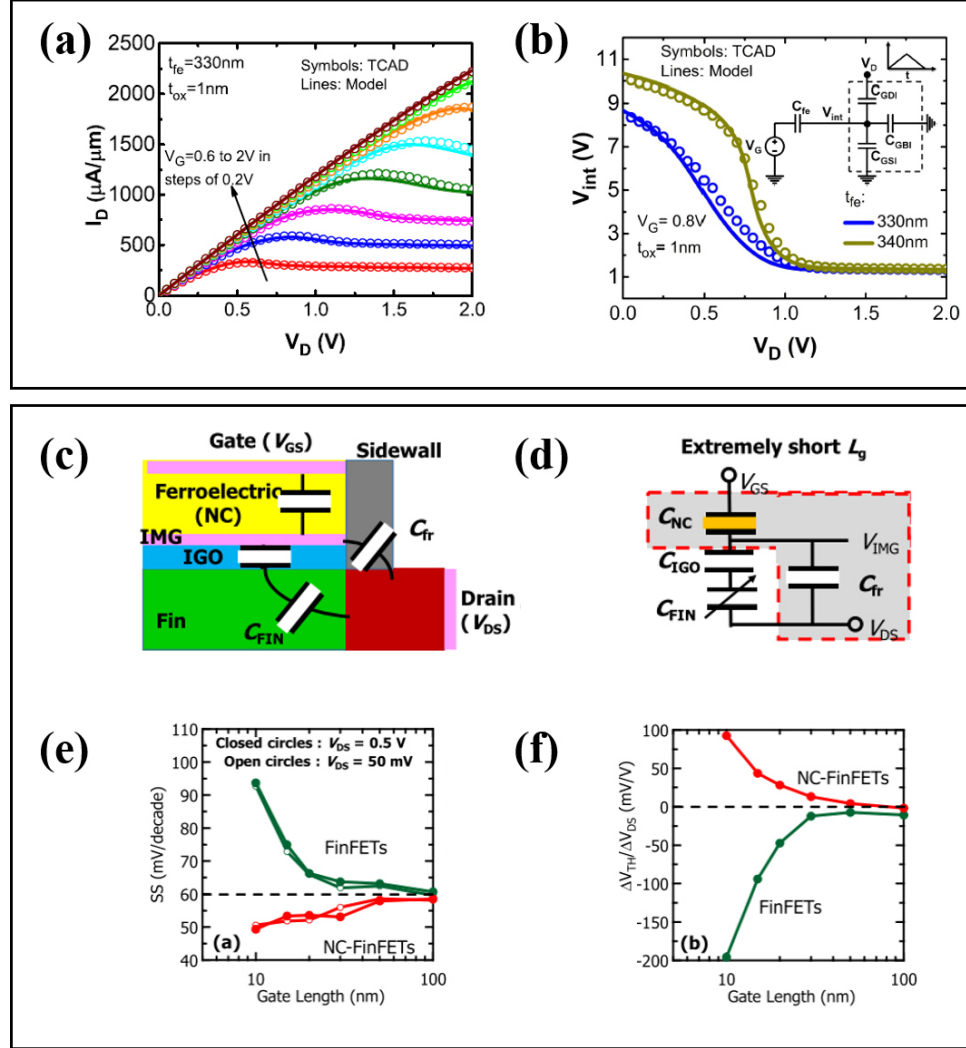 (a)
2500
2000
1500
1000
500
0
I_D (µA/µm)
t_fe=330nm
t_ox=1nm
Symbols: TCAD
Lines: Model
V_G=0.6 to 2V in
steps of 0.2V
0.0 0.5 1.0 1.5 2.0
V_D (V)
(b)
11
9
7
5
3
1
V_int (V)
Symbols: TCAD
Lines: Model
V_D
t
C_GDI
C_fe
V_int
V_G
C_GBI
C_GSI
t_fe:
330nm
340nm
V_G= 0.8V
t_ox= 1nm
0.0 0.5 1.0 1.5 2.0
V_D (V)
(c)
Gate (V_GS)
Sidewall
Ferroelectric
(NC)
IMG
IGO
C_fr
Fin
C_FIN
Drain
(V_DS)
(d)
Extremely short L_g
V_GS
C_NC
V_IMG
C_IGO
C_fr
C_FIN
V_DS
(e)
110
100
90
80
70
60
50
40
SS (mV/decade)
Closed circles : V_DS = 0.5 V
Open circles : V_DS = 50 mV
FinFETs
NC-FinFETs
(a)
10 100
Gate Length (nm)
(f)
100
50
0
-50
-100
-150
-200
ΔV_TH/ΔV_DS (mV/V)
NC-FinFETs
FinFETs
(b)
10 100
Gate Length (nm)